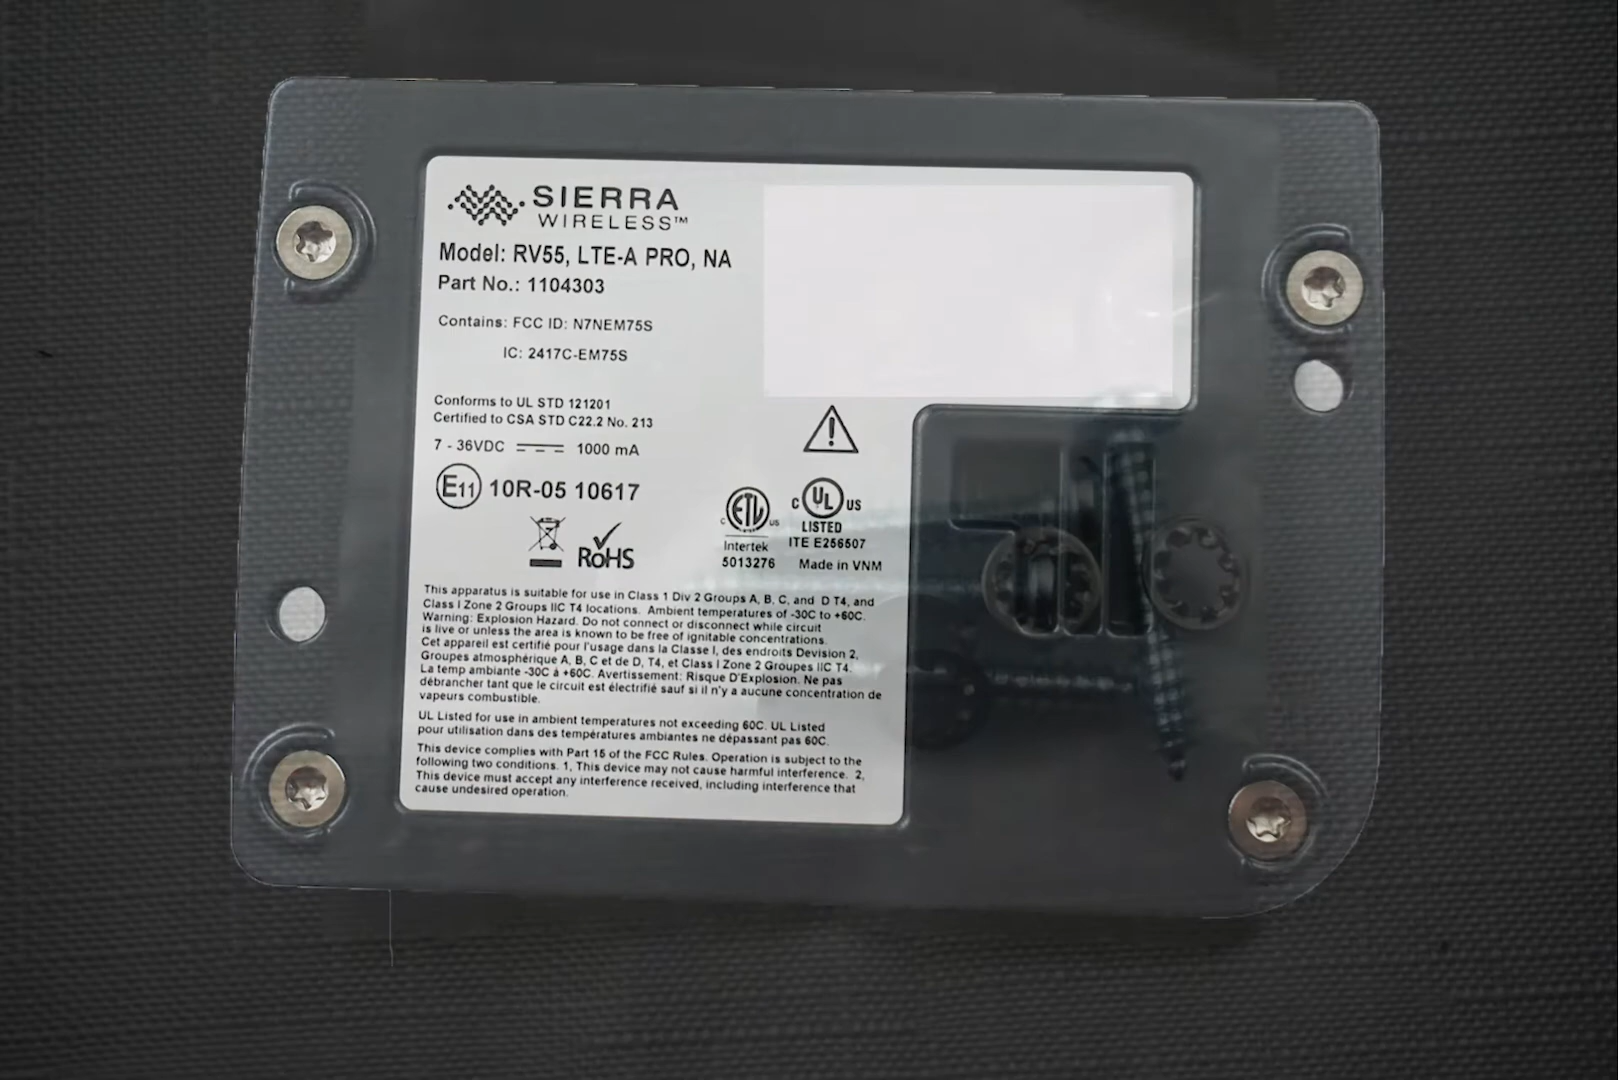 SIERRA
WIRELESS™
Model: RV55, LTE-A PRO, NA
Part No.: 1104303
Contains: FCC ID: N7NEM75S
IC: 2417C-EM75S
Conforms to UL STD 121201
Certified to CSA STD C22.2 No. 213
7 - 36VDC 1000 mA
E11 10R-05 10617
RoHS
C ETL US
Intertek
5013276
C UL US
LISTED
ITE E256507
Made in VNM
This apparatus is suitable for use in Class 1 Div 2 Groups A, B, C, and D T4, and
Class I Zone 2 Groups IIC T4 locations. Ambient temperatures of -30C to +60C.
Warning: Explosion Hazard. Do not connect or disconnect while circuit
is live or unless the area is known to be free of ignitable concentrations.
Cet appareil est certifié pour l'usage dans la Classe I, des endroits Devision 2,
Groupes atmosphérique A, B, C et de D, T4, et Class I Zone 2 Groupes IIC T4.
La temp ambiante -30C à +60C. Avertissement: Risque D'Explosion. Ne pas
débrancher tant que le circuit est électrifié sauf si il n'y a aucune concentration de
vapeurs combustible.
UL Listed for use in ambient temperatures not exceeding 60C. UL Listed
pour utilisation dans des températures ambiantes ne dépassant pas 60C.
This device complies with Part 15 of the FCC Rules. Operation is subject to the
following two conditions. 1, This device may not cause harmful interference. 2,
This device must accept any interference received, including interference that
cause undesired operation.